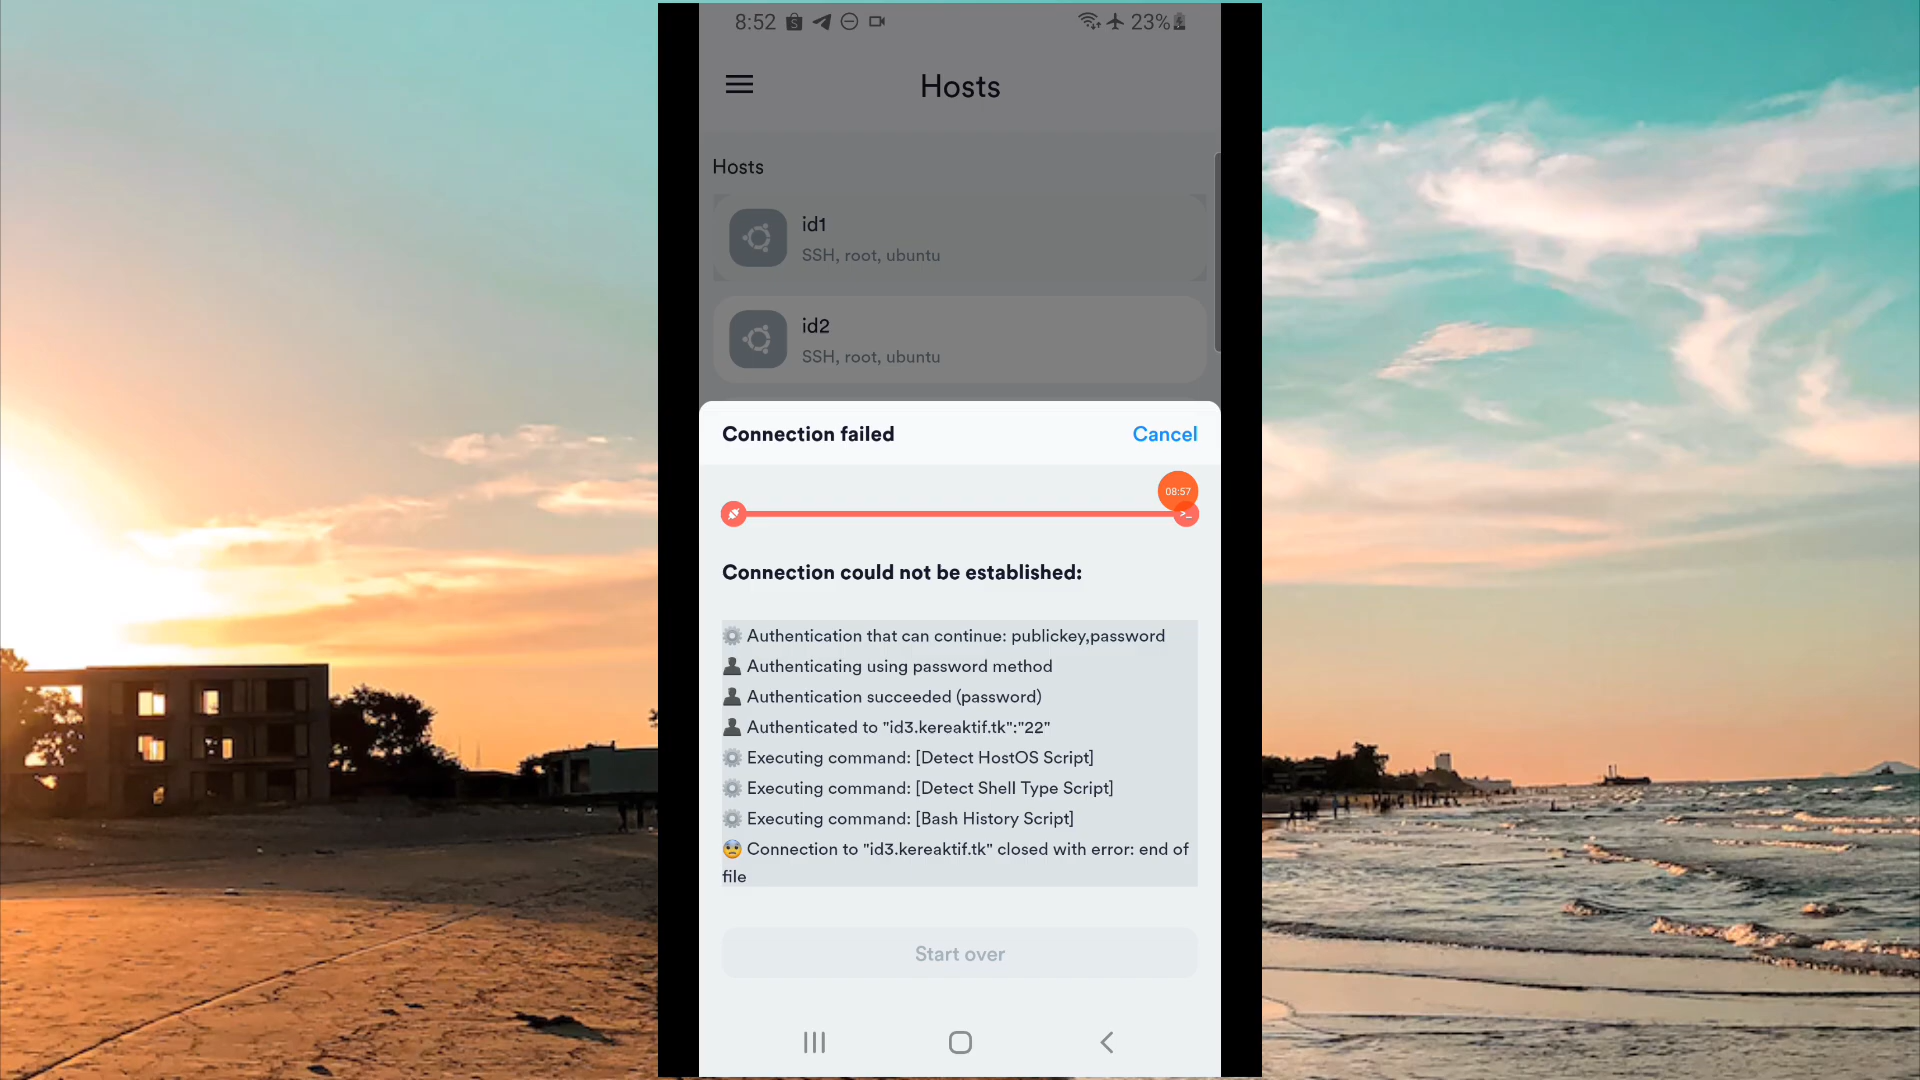 8:52
23%
Hosts
Hosts
id1
SSH, root, ubuntu
id2
SSH, root, ubuntu
Connection failed
Cancel
08:57
>_
Connection could not be established:
Authentication that can continue: publickey,password
Authenticating using password method
Authentication succeeded (password)
Authenticated to "id3.kereaktif.tk":"22"
Executing command: [Detect HostOS Script]
Executing command: [Detect Shell Type Script]
Executing command: [Bash History Script]
Connection to "id3.kereaktif.tk" closed with error: end of
file
Start over